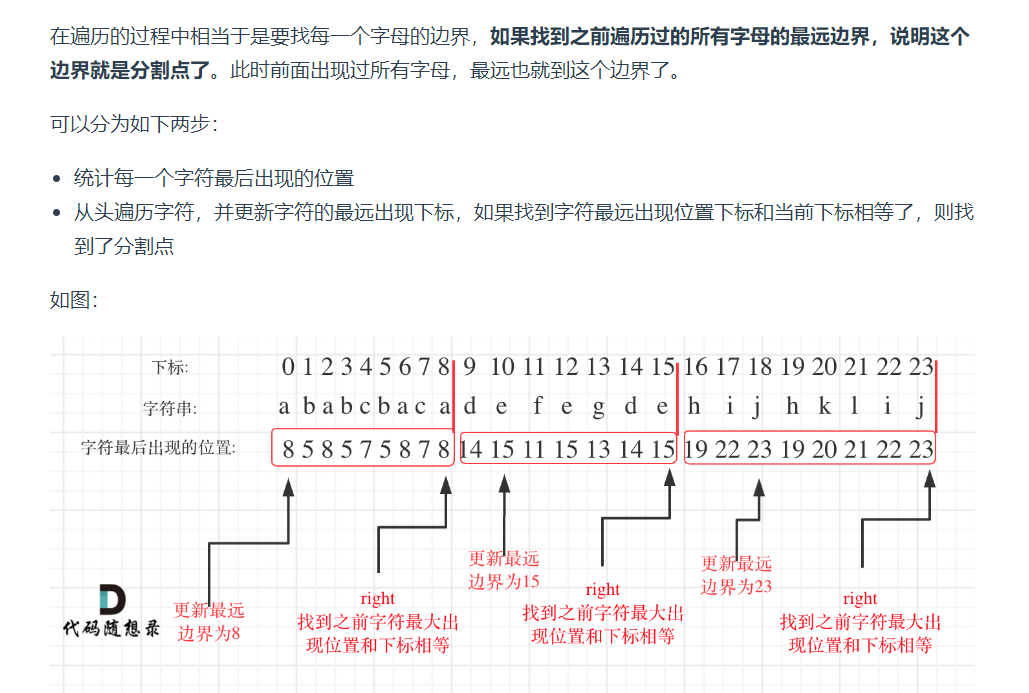 在遍历的过程中相当于是要找每一个字母的边界，如果找到之前遍历过的所有字母的最远边界，说明这个
边界就是分割点了。此时前面出现过所有字母，最远也就到这个边界了。
可以分为如下两步：
• 统计每一个字符最后出现的位置
• 从头遍历字符，并更新字符的最远出现下标，如果找到字符最远出现位置下标和当前下标相等了，则找
到了分割点
如图：
下标: 0 1 2 3 4 5 6 7 8 9 10 11 12 13 14 15 16 17 18 19 20 21 22 23
字符串: a b a b c b a c a d e f e g d e h i j h k l i j
字符最后出现的位置: 8 5 8 5 7 5 8 7 8 14 15 11 15 13 14 15 19 22 23 19 20 21 22 23
更新最远
边界为8
right
找到之前字符最大出
现位置和下标相等
更新最远
边界为15
right
找到之前字符最大出
现位置和下标相等
更新最远
边界为23
right
找到之前字符最大出
现位置和下标相等
D
代码随想录